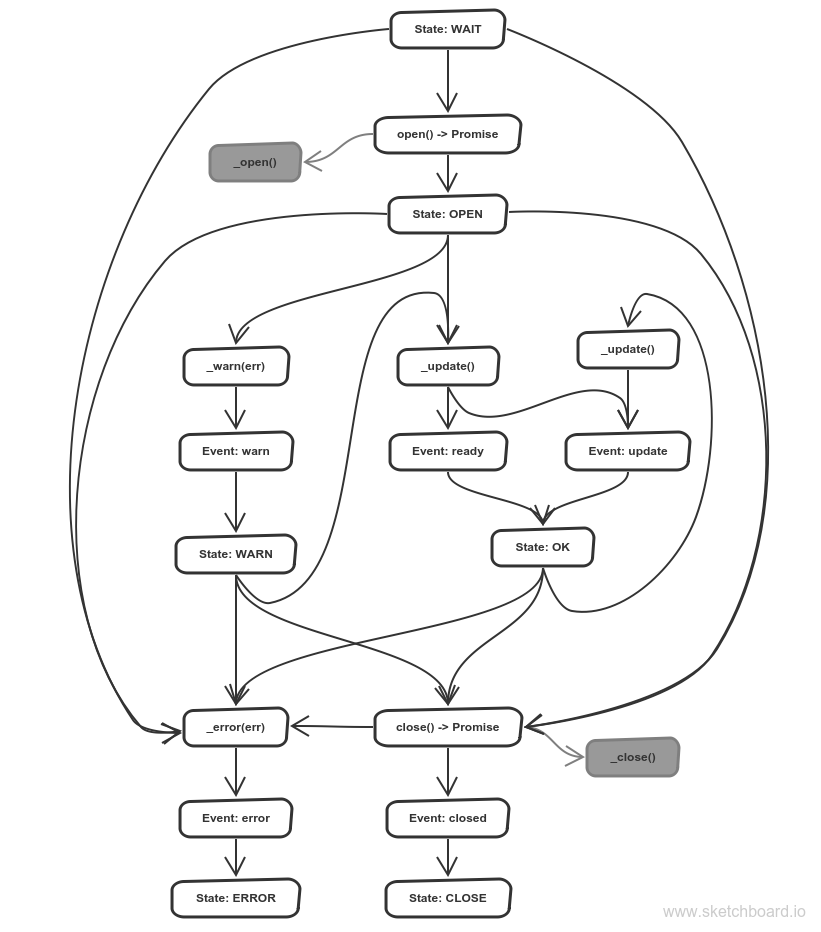 State: WAIT
open() -> Promise
_open()
State: OPEN
_update()
_warn(err)
_update()
Event: warn
Event: ready
Event: update
State: WARN
State: OK
_error(err)
close() -> Promise
_close()
Event: error
Event: closed
State: ERROR
State: CLOSE
www.sketchboard.io